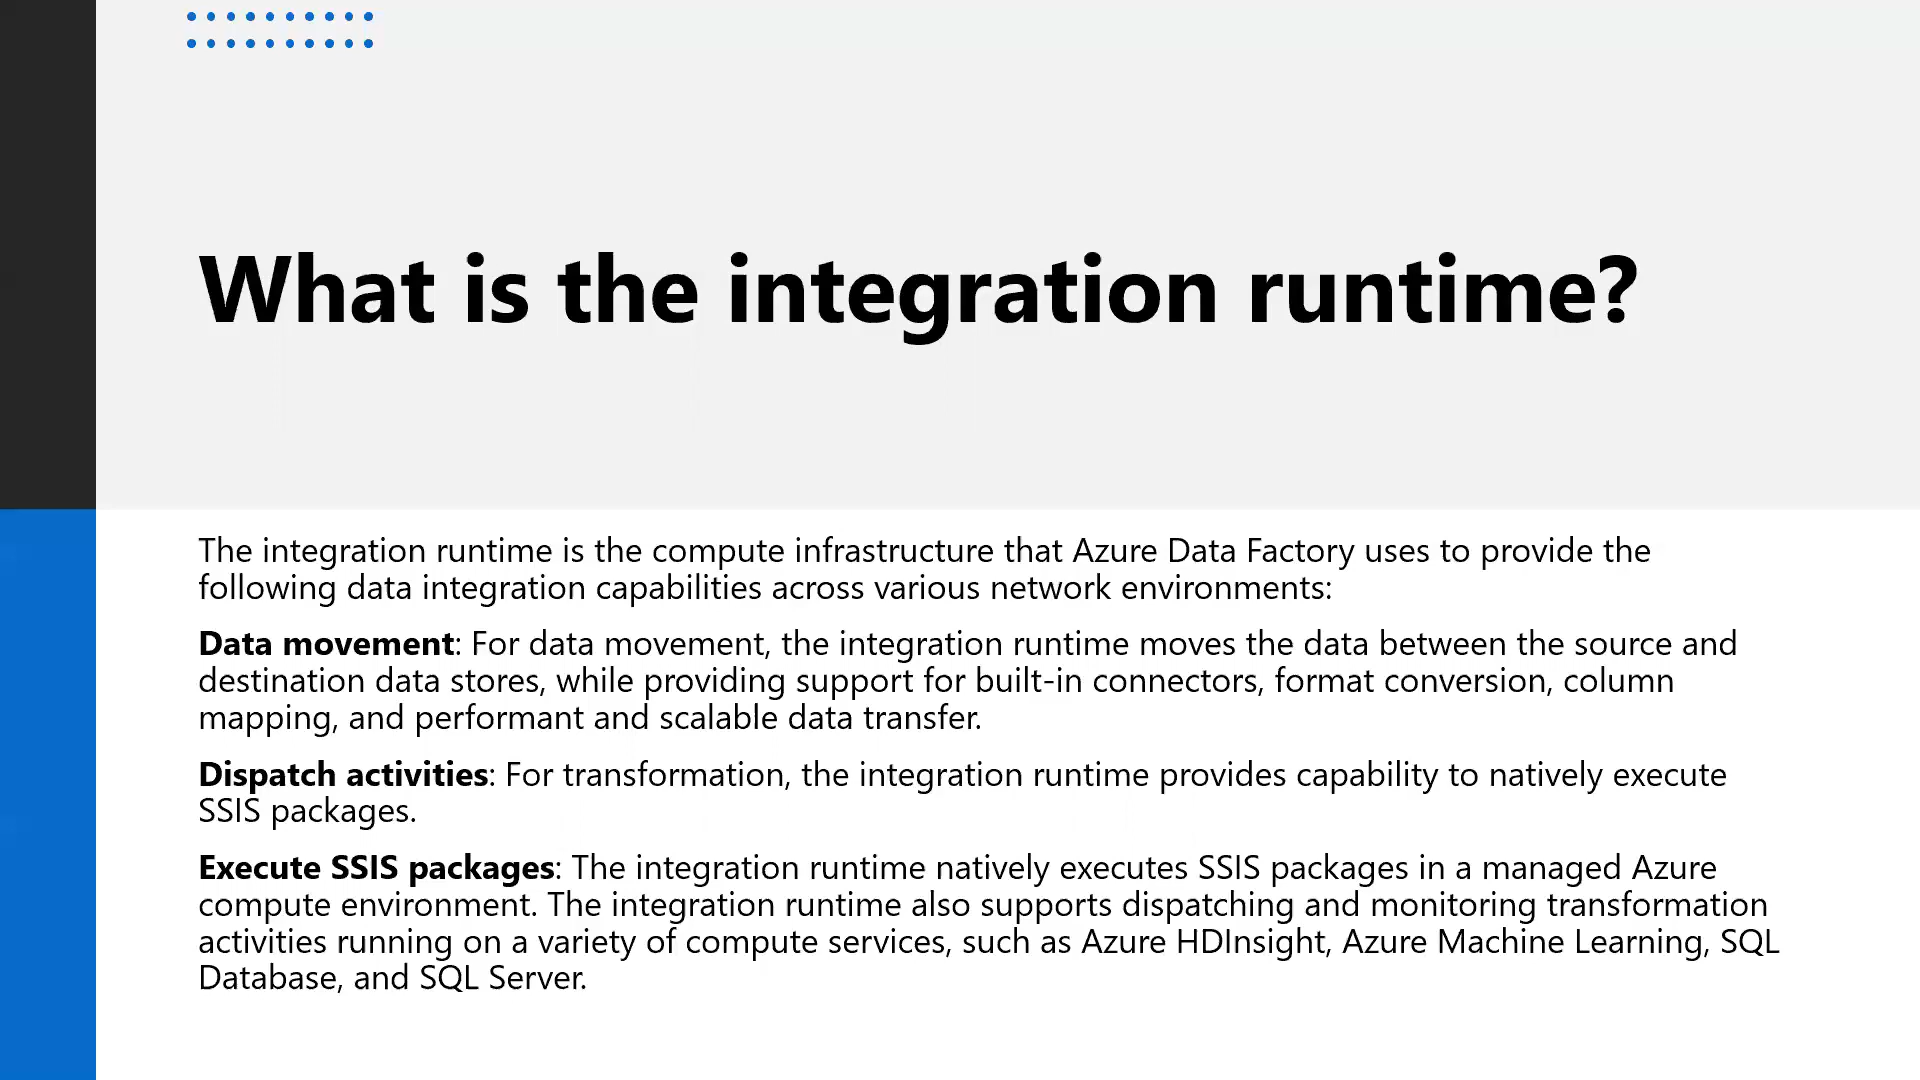 What is the integration runtime?
The integration runtime is the compute infrastructure that Azure Data Factory uses to provide the
following data integration capabilities across various network environments:
Data movement: For data movement, the integration runtime moves the data between the source and
destination data stores, while providing support for built-in connectors, format conversion, column
mapping, and performant and scalable data transfer.
Dispatch activities: For transformation, the integration runtime provides capability to natively execute
SSIS packages.
Execute SSIS packages: The integration runtime natively executes SSIS packages in a managed Azure
compute environment. The integration runtime also supports dispatching and monitoring transformation
activities running on a variety of compute services, such as Azure HDInsight, Azure Machine Learning, SQL
Database, and SQL Server.